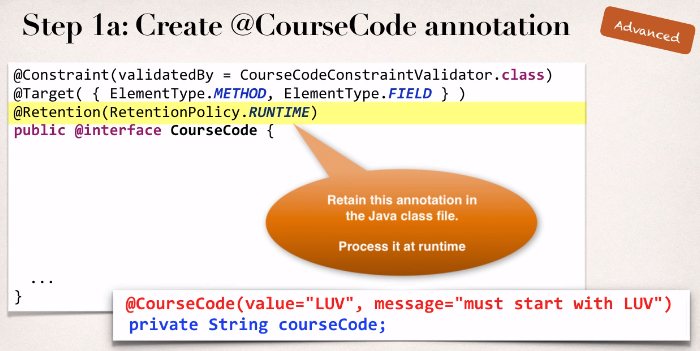 Step 1a: Create @CourseCode annotation
Advanced
@Constraint(validatedBy = CourseCodeConstraintValidator.class)
@Target( { ElementType.METHOD, ElementType.FIELD } )
@Retention(RetentionPolicy.RUNTIME)
public @interface CourseCode {
Retain this annotation in
the Java class file.
Process it at runtime
...
}
@CourseCode(value="LUV", message="must start with LUV")
private String courseCode;